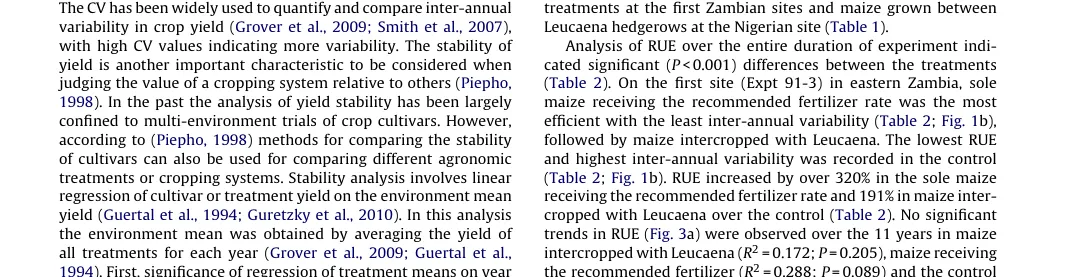 The CV has been widely used to quantify and compare inter-annual
variability in crop yield (Grover et al., 2009; Smith et al., 2007),
with high CV values indicating more variability. The stability of
yield is another important characteristic to be considered when
judging the value of a cropping system relative to others (Piepho,
1998). In the past the analysis of yield stability has been largely
confined to multi-environment trials of crop cultivars. However,
according to (Piepho, 1998) methods for comparing the stability
of cultivars can also be used for comparing different agronomic
treatments or cropping systems. Stability analysis involves linear
regression of cultivar or treatment yield on the environment mean
yield (Guertal et al., 1994; Guretzky et al., 2010). In this analysis
the environment mean was obtained by averaging the yield of
all treatments for each year (Grover et al., 2009; Guertal et al.,
1994). First, significance of regression of treatment means on year
treatments at the first Zambian sites and maize grown between
Leucaena hedgerows at the Nigerian site (Table 1).
Analysis of RUE over the entire duration of experiment indi-
cated significant (P < 0.001) differences between the treatments
(Table 2). On the first site (Expt 91-3) in eastern Zambia, sole
maize receiving the recommended fertilizer rate was the most
efficient with the least inter-annual variability (Table 2; Fig. 1b),
followed by maize intercropped with Leucaena. The lowest RUE
and highest inter-annual variability was recorded in the control
(Table 2; Fig. 1b). RUE increased by over 320% in the sole maize
receiving the recommended fertilizer rate and 191% in maize inter-
cropped with Leucaena over the control (Table 2). No significant
trends in RUE (Fig. 3a) were observed over the 11 years in maize
intercropped with Leucaena (R² = 0.172; P = 0.205), maize receiving
the recommended fertilizer (R² = 0.288; P = 0.089) and the control